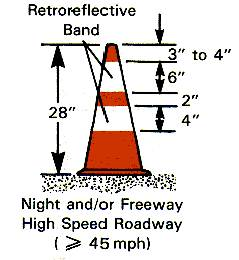 Retroreflective
Band
3" to 4"
6"
2"
28"
4"
Night and/or Freeway
High Speed Roadway
( ⩾ 45 mph)